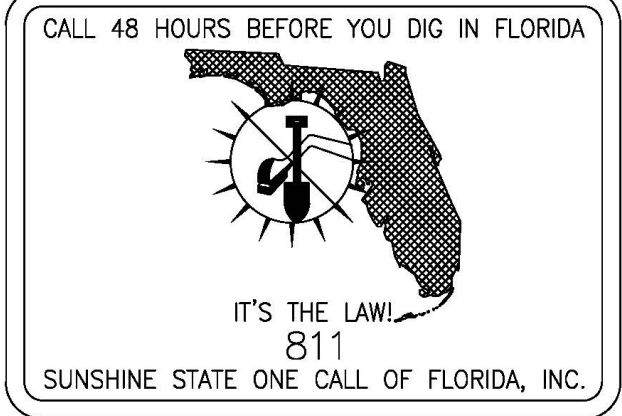 CALL 48 HOURS BEFORE YOU DIG IN FLORIDA
IT'S THE LAW!
811
SUNSHINE STATE ONE CALL OF FLORIDA, INC.